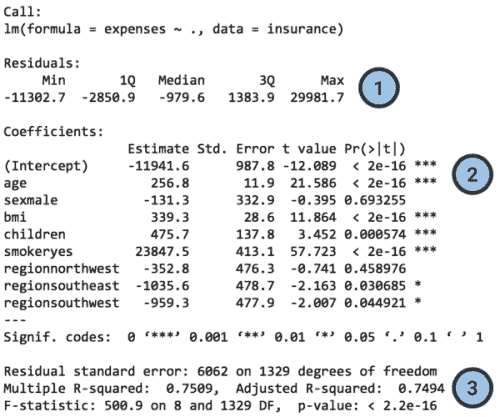 Call:
lm(formula = expenses ~ ., data = insurance)
Residuals:
Min 1Q Median 3Q Max
-11302.7 -2850.9 -979.6 1383.9 29981.7
1
Coefficients:
Estimate Std. Error t value Pr(>|t|)
(Intercept) -11941.6 987.8 -12.089 < 2e-16 ***
age 256.8 11.9 21.586 < 2e-16 ***
2
sexmale -131.3 332.9 -0.395 0.693255
bmi 339.3 28.6 11.864 < 2e-16 ***
children 475.7 137.8 3.452 0.000574 ***
smokeryes 23847.5 413.1 57.723 < 2e-16 ***
regionnorthwest -352.8 476.3 -0.741 0.458976
regionsoutheast -1035.6 478.7 -2.163 0.030685 *
regionsouthwest -959.3 477.9 -2.007 0.044921 *
---
Signif. codes: 0 ‘***’ 0.001 ‘**’ 0.01 ‘*’ 0.05 ‘.’ 0.1 ‘ ’ 1
Residual standard error: 6062 on 1329 degrees of freedom
Multiple R-squared: 0.7509, Adjusted R-squared: 0.7494
3
F-statistic: 500.9 on 8 and 1329 DF, p-value: < 2.2e-16